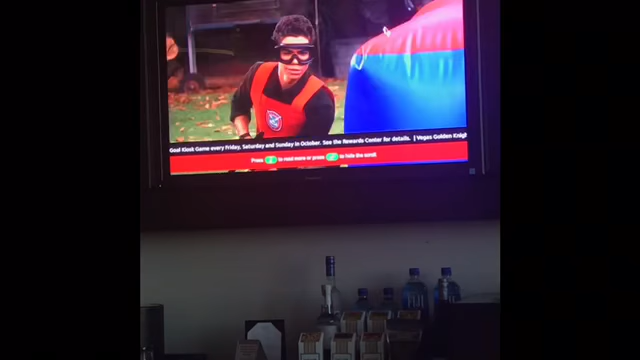 Goal Kiosk Game every Friday, Saturday and Sunday in October. See the Rewards Center for details. | Vegas Golden Knigh
Press to read more or press to hide the scroll